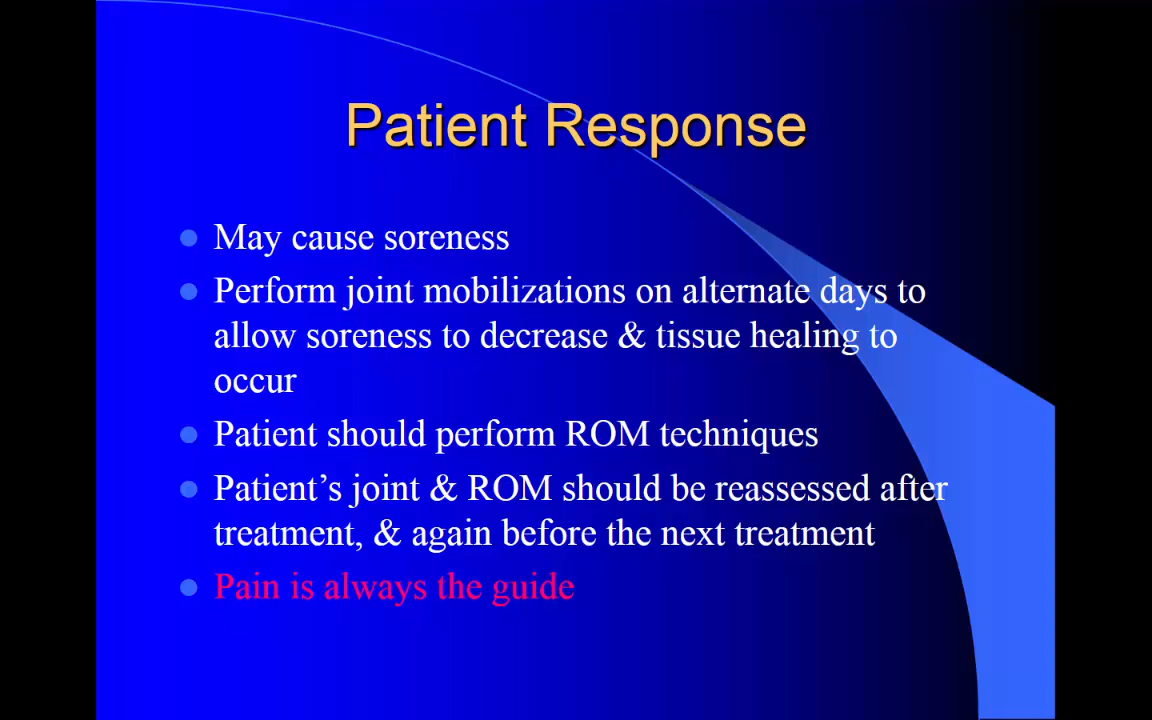 Patient Response
May cause soreness
Perform joint mobilizations on alternate days to
allow soreness to decrease & tissue healing to
occur
Patient should perform ROM techniques
Patient’s joint & ROM should be reassessed after
treatment, & again before the next treatment
Pain is always the guide